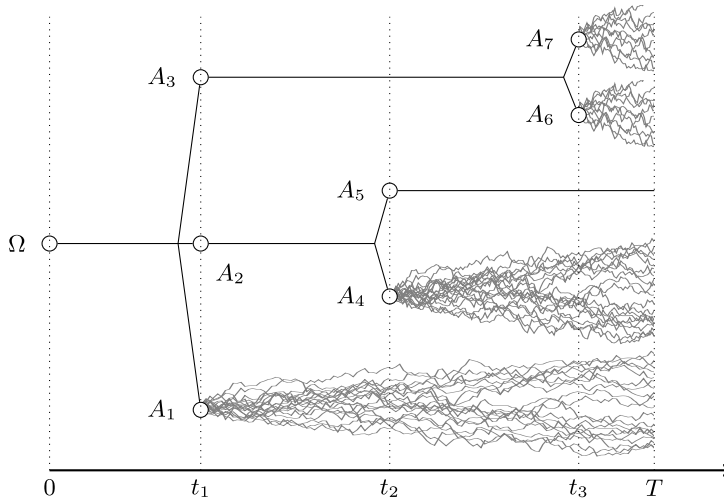 A₇
A₃
A₆
A₅
Ω
A₂
A₄
A₁
0 t₁ t₂ t₃ T